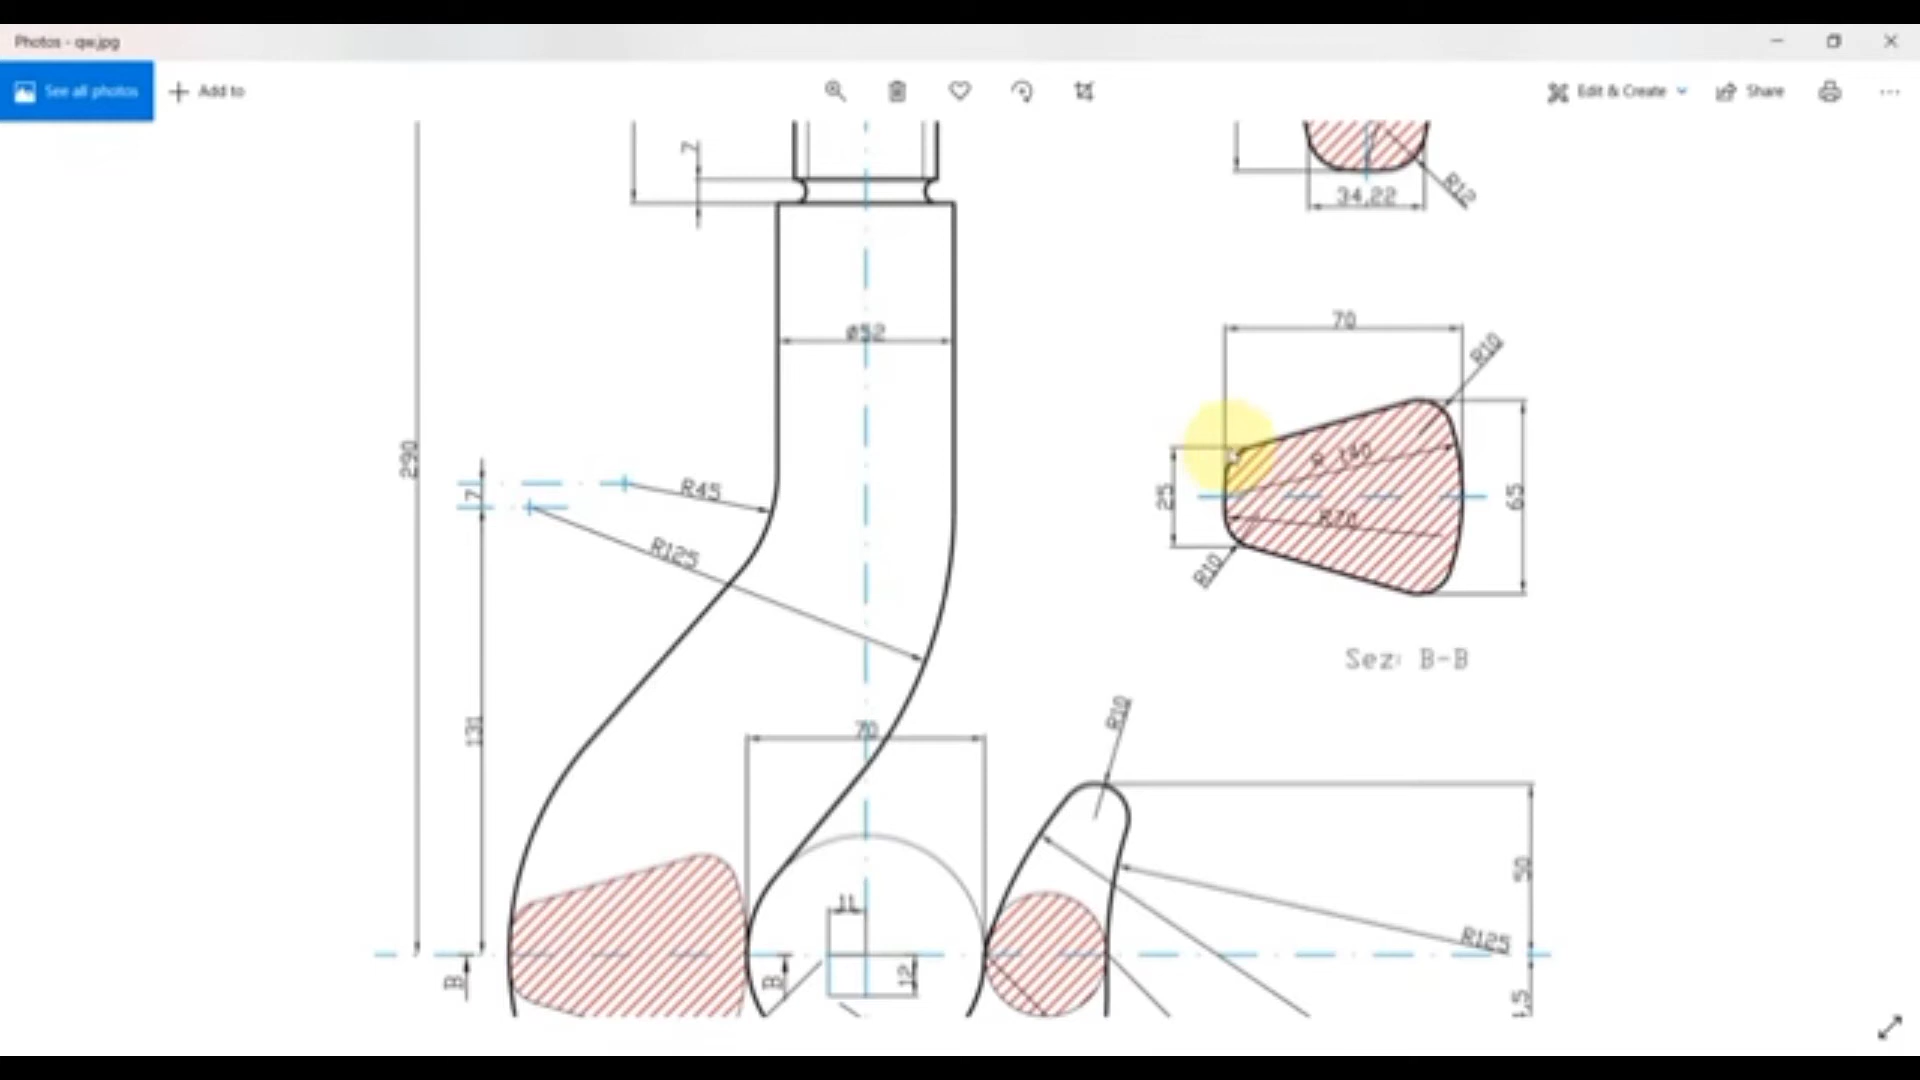 Photos - qw.jpg
See all photos
Add to
Edit & Create
Share
7
34,22
R12
ø52
70
R10
290
7
R45
R125
131
25
R 140
R70
65
R10
Sez: B-B
70
R10
50
R125
11
12
B
B